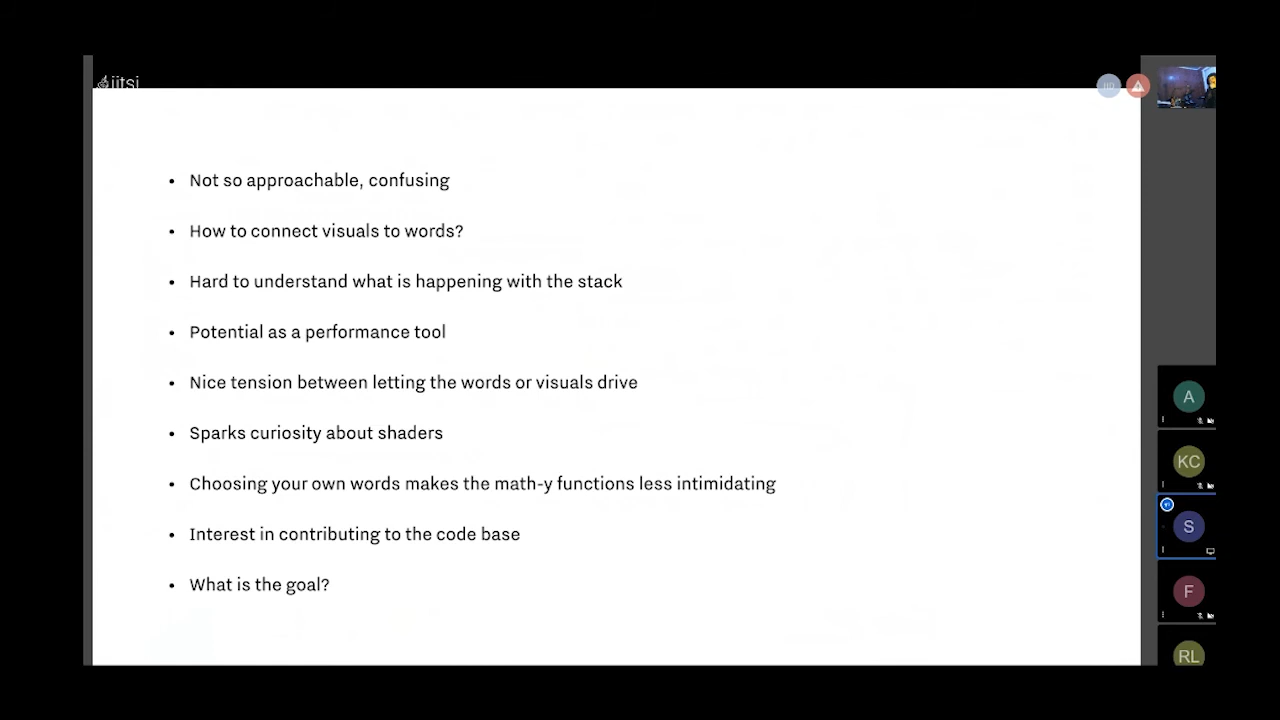 jitsi
• Not so approachable, confusing
• How to connect visuals to words?
• Hard to understand what is happening with the stack
• Potential as a performance tool
• Nice tension between letting the words or visuals drive
• Sparks curiosity about shaders
• Choosing your own words makes the math-y functions less intimidating
• Interest in contributing to the code base
• What is the goal?
A
KC
S
F
RL